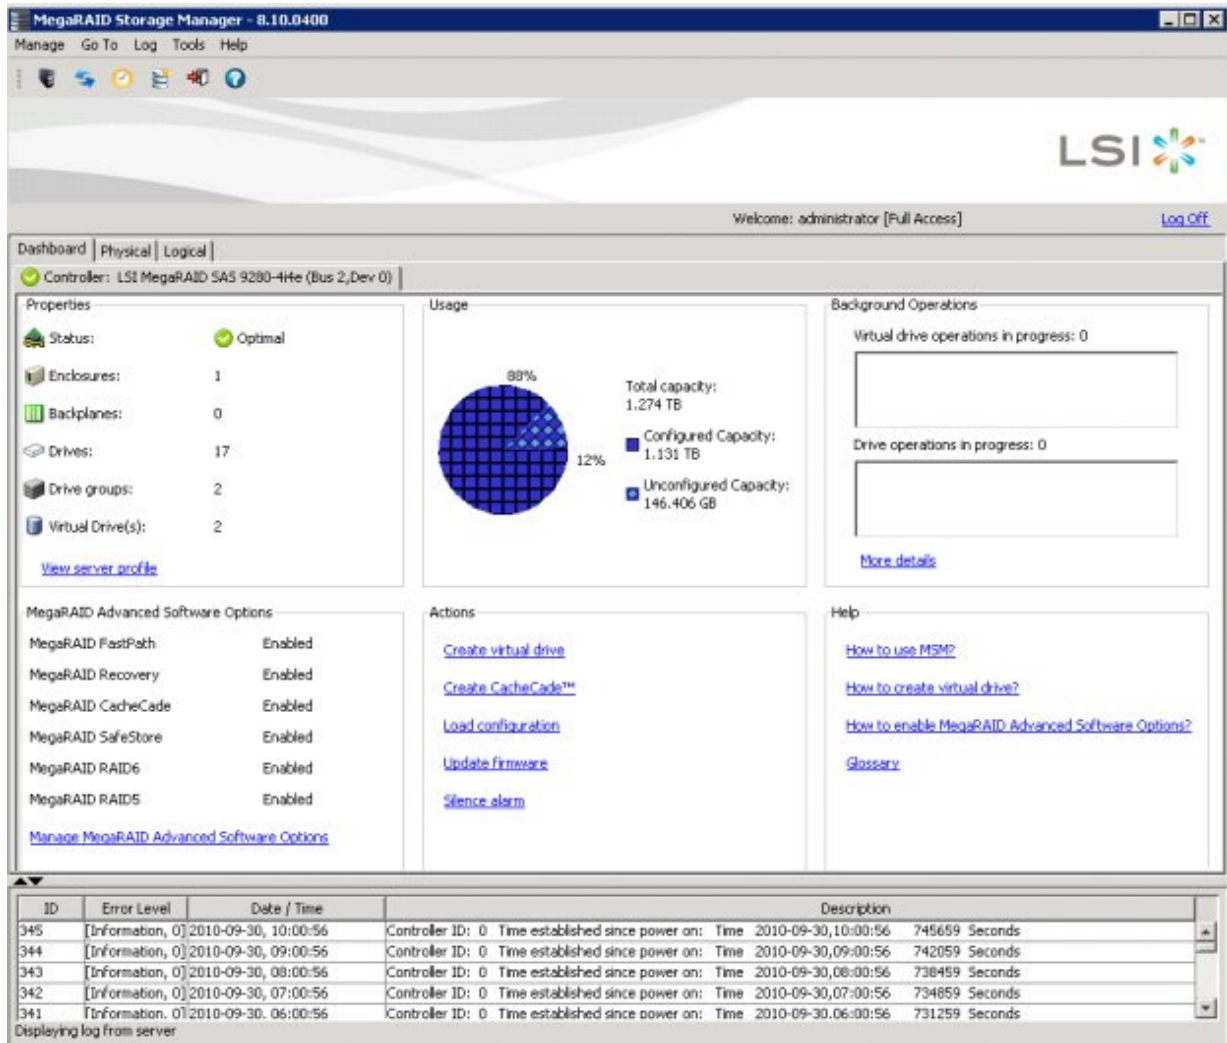 MegaRAID Storage Manager - 8.10.0400
Manage Go To Log Tools Help
LSI
Welcome: administrator [Full Access] Log Off
Dashboard Physical Logical
Controller: LSI MegaRAID SAS 9280-4i4e (Bus 2,Dev 0)
Properties
Status: Optimal
Enclosures: 1
Backplanes: 0
Drives: 17
Drive groups: 2
Virtual Drive(s): 2
View server profile
Usage
88%
12%
Total capacity:
1.274 TB
Configured Capacity:
1.131 TB
Unconfigured Capacity:
146.406 GB
Background Operations
Virtual drive operations in progress: 0
Drive operations in progress: 0
More details
MegaRAID Advanced Software Options
MegaRAID FastPath Enabled
MegaRAID Recovery Enabled
MegaRAID CacheCade Enabled
MegaRAID SafeStore Enabled
MegaRAID RAID6 Enabled
MegaRAID RAID5 Enabled
Manage MegaRAID Advanced Software Options
Actions
Create virtual drive
Create CacheCade™
Load configuration
Update firmware
Silence alarm
Help
How to use MSM?
How to create virtual drive?
How to enable MegaRAID Advanced Software Options?
Glossary
ID Error Level Date / Time Description
345 [Information, 0] 2010-09-30, 10:00:56 Controller ID: 0 Time established since power on: Time 2010-09-30,10:00:56 745659 Seconds
344 [Information, 0] 2010-09-30, 09:00:56 Controller ID: 0 Time established since power on: Time 2010-09-30,09:00:56 742059 Seconds
343 [Information, 0] 2010-09-30, 08:00:56 Controller ID: 0 Time established since power on: Time 2010-09-30,08:00:56 738459 Seconds
342 [Information, 0] 2010-09-30, 07:00:56 Controller ID: 0 Time established since power on: Time 2010-09-30,07:00:56 734859 Seconds
341 [Information, 0] 2010-09-30, 06:00:56 Controller ID: 0 Time established since power on: Time 2010-09-30,06:00:56 731259 Seconds
Displaying log from server